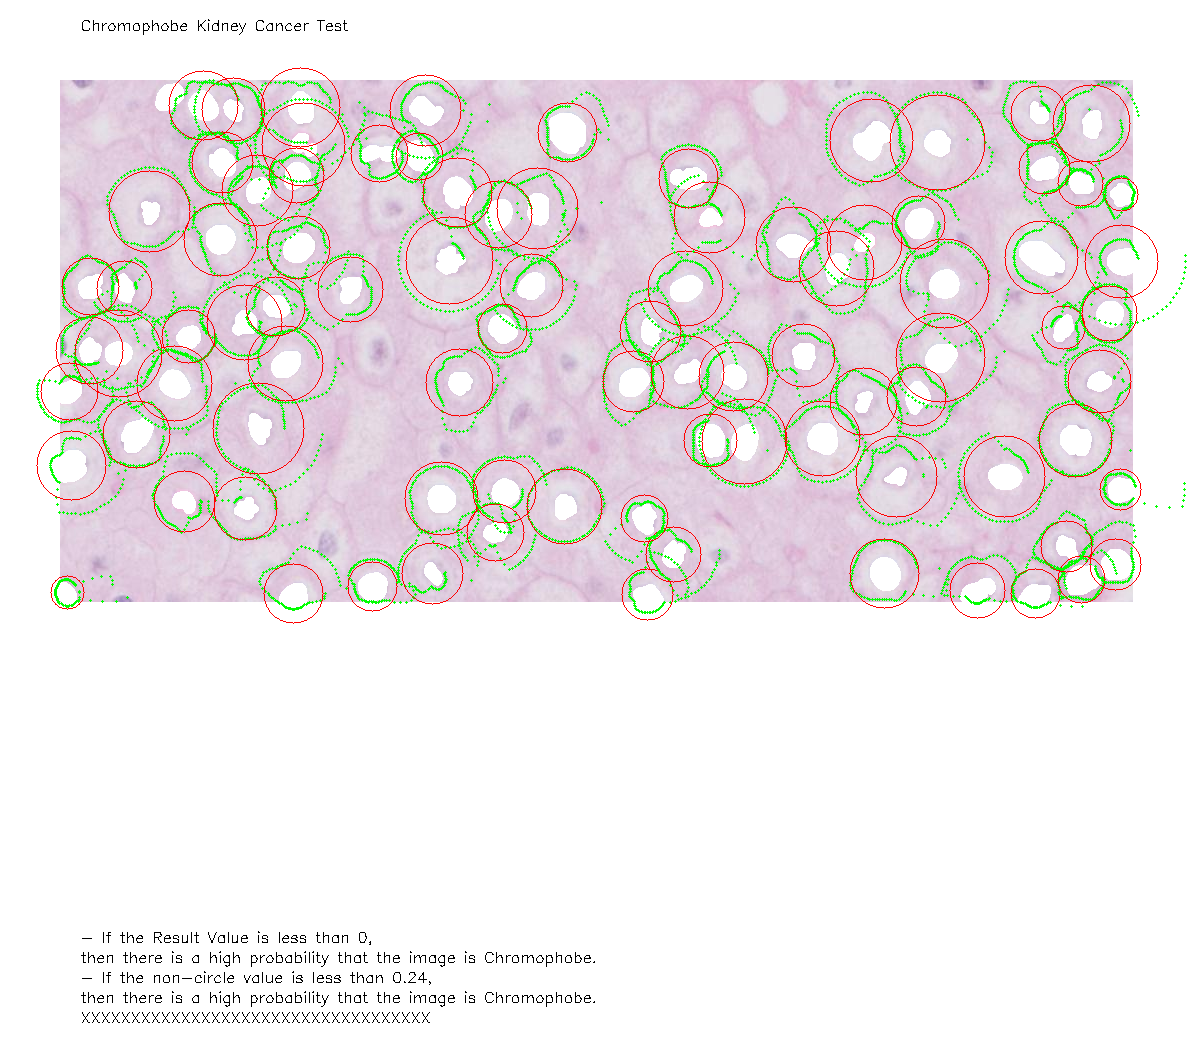 Chromophobe Kidney Cancer Test
- If the Result Value is less than 0,
then there is a high probability that the image is Chromophobe.
- If the non-circle value is less than 0.24,
then there is a high probability that the image is Chromophobe.
XXXXXXXXXXXXXXXXXXXXXXXXXXXXXXXXXXX